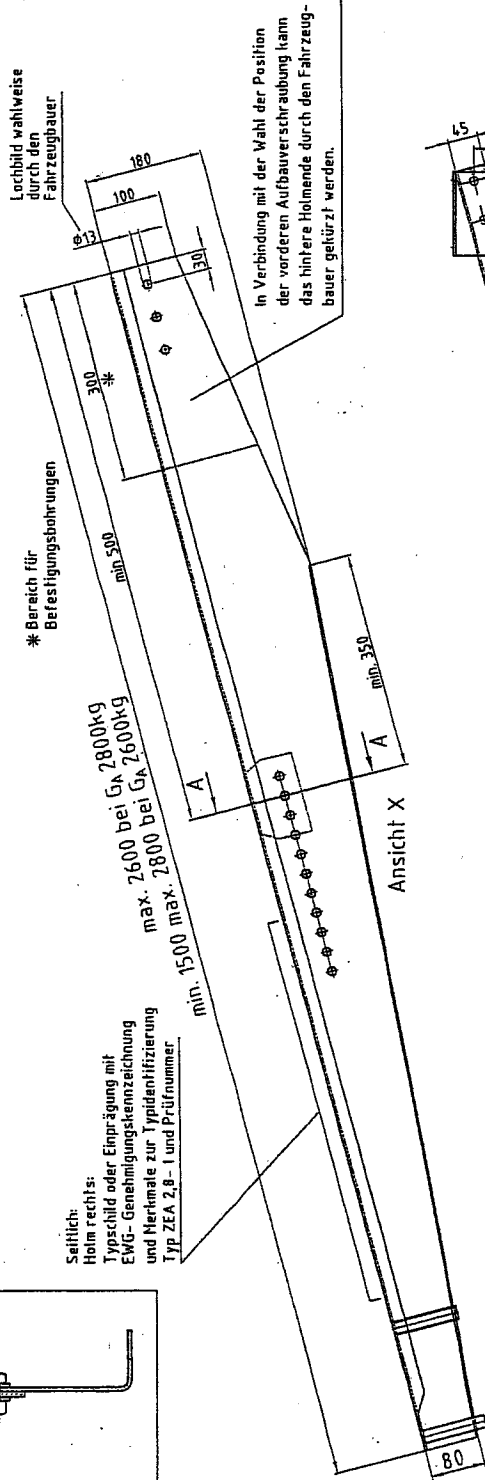 Seitlich:
Holm rechts:
Typschild oder Einprägung mit
EWG- Genehmigungskennzeichnung
und Merkmale zur Typidentifizierung
Typ ZEA 2,8- 1 und Prüfnummer
max. 2600 bei GA 2800kg
min. 1500 max. 2800 bei GA 2600kg
* Bereich für
Befestigungsbohrungen
Lochbild wahlweise
durch den
Fahrzeugbauer
min 500
300
*
ϕ13
30
100
180
In Verbindung mit der Wahl der Position
der vorderen Aufbauverschraubung kann
das hintere Holmende durch den Fahrzeug-
bauer gekürzt werden.
A
A
min. 350
Ansicht X
80
45